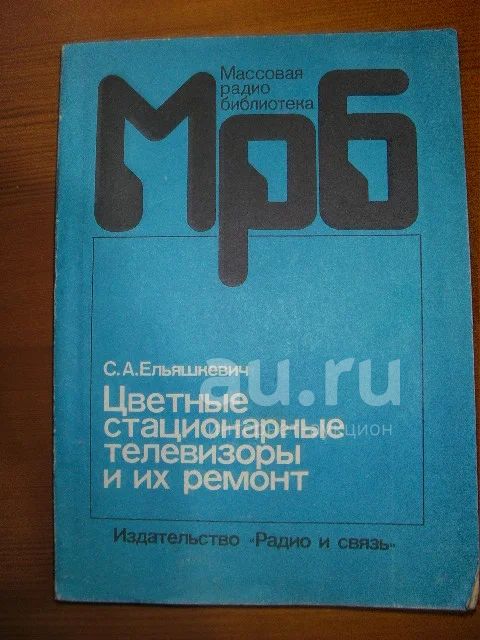 Массовая
радио
библиотека
Мрб
С.А.Ельяшкевич
Цветные
стационарные
телевизоры
и их ремонт
Издательство «Радио и связь»
au.ru